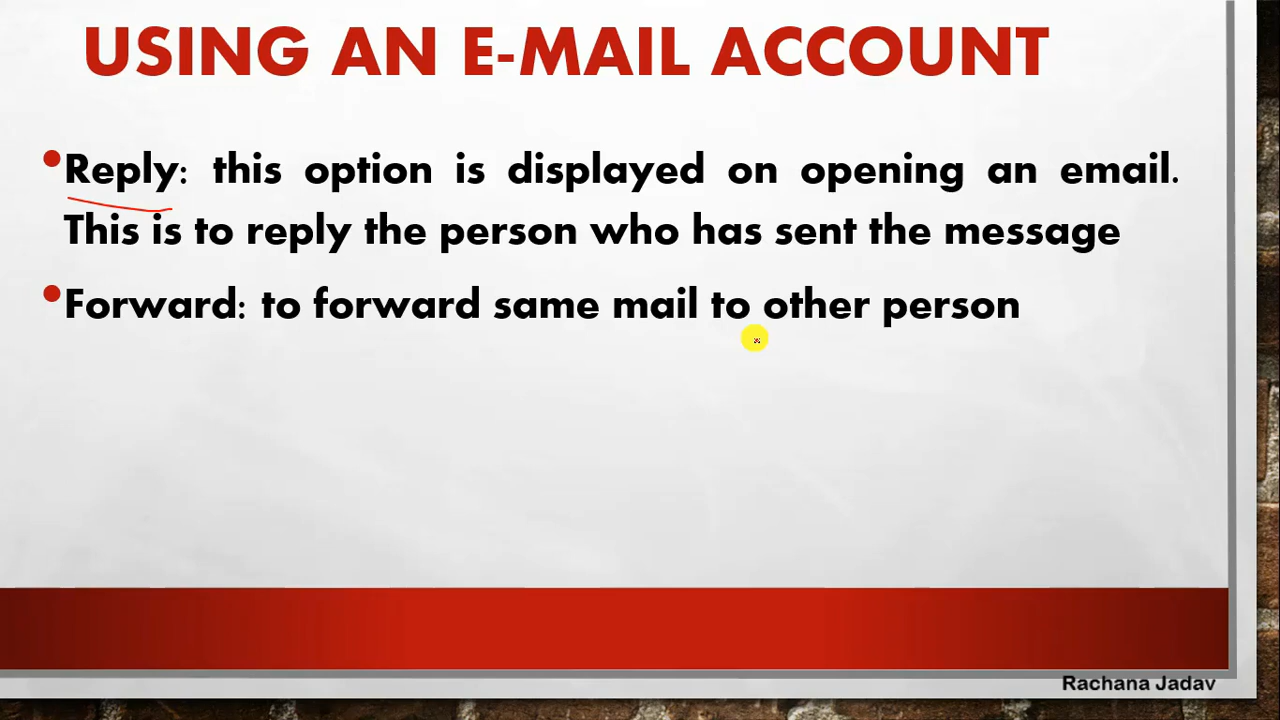 USING AN E-MAIL ACCOUNT
•Reply: this option is displayed on opening an email.
This is to reply the person who has sent the message
•Forward: to forward same mail to other person
Rachana Jadav